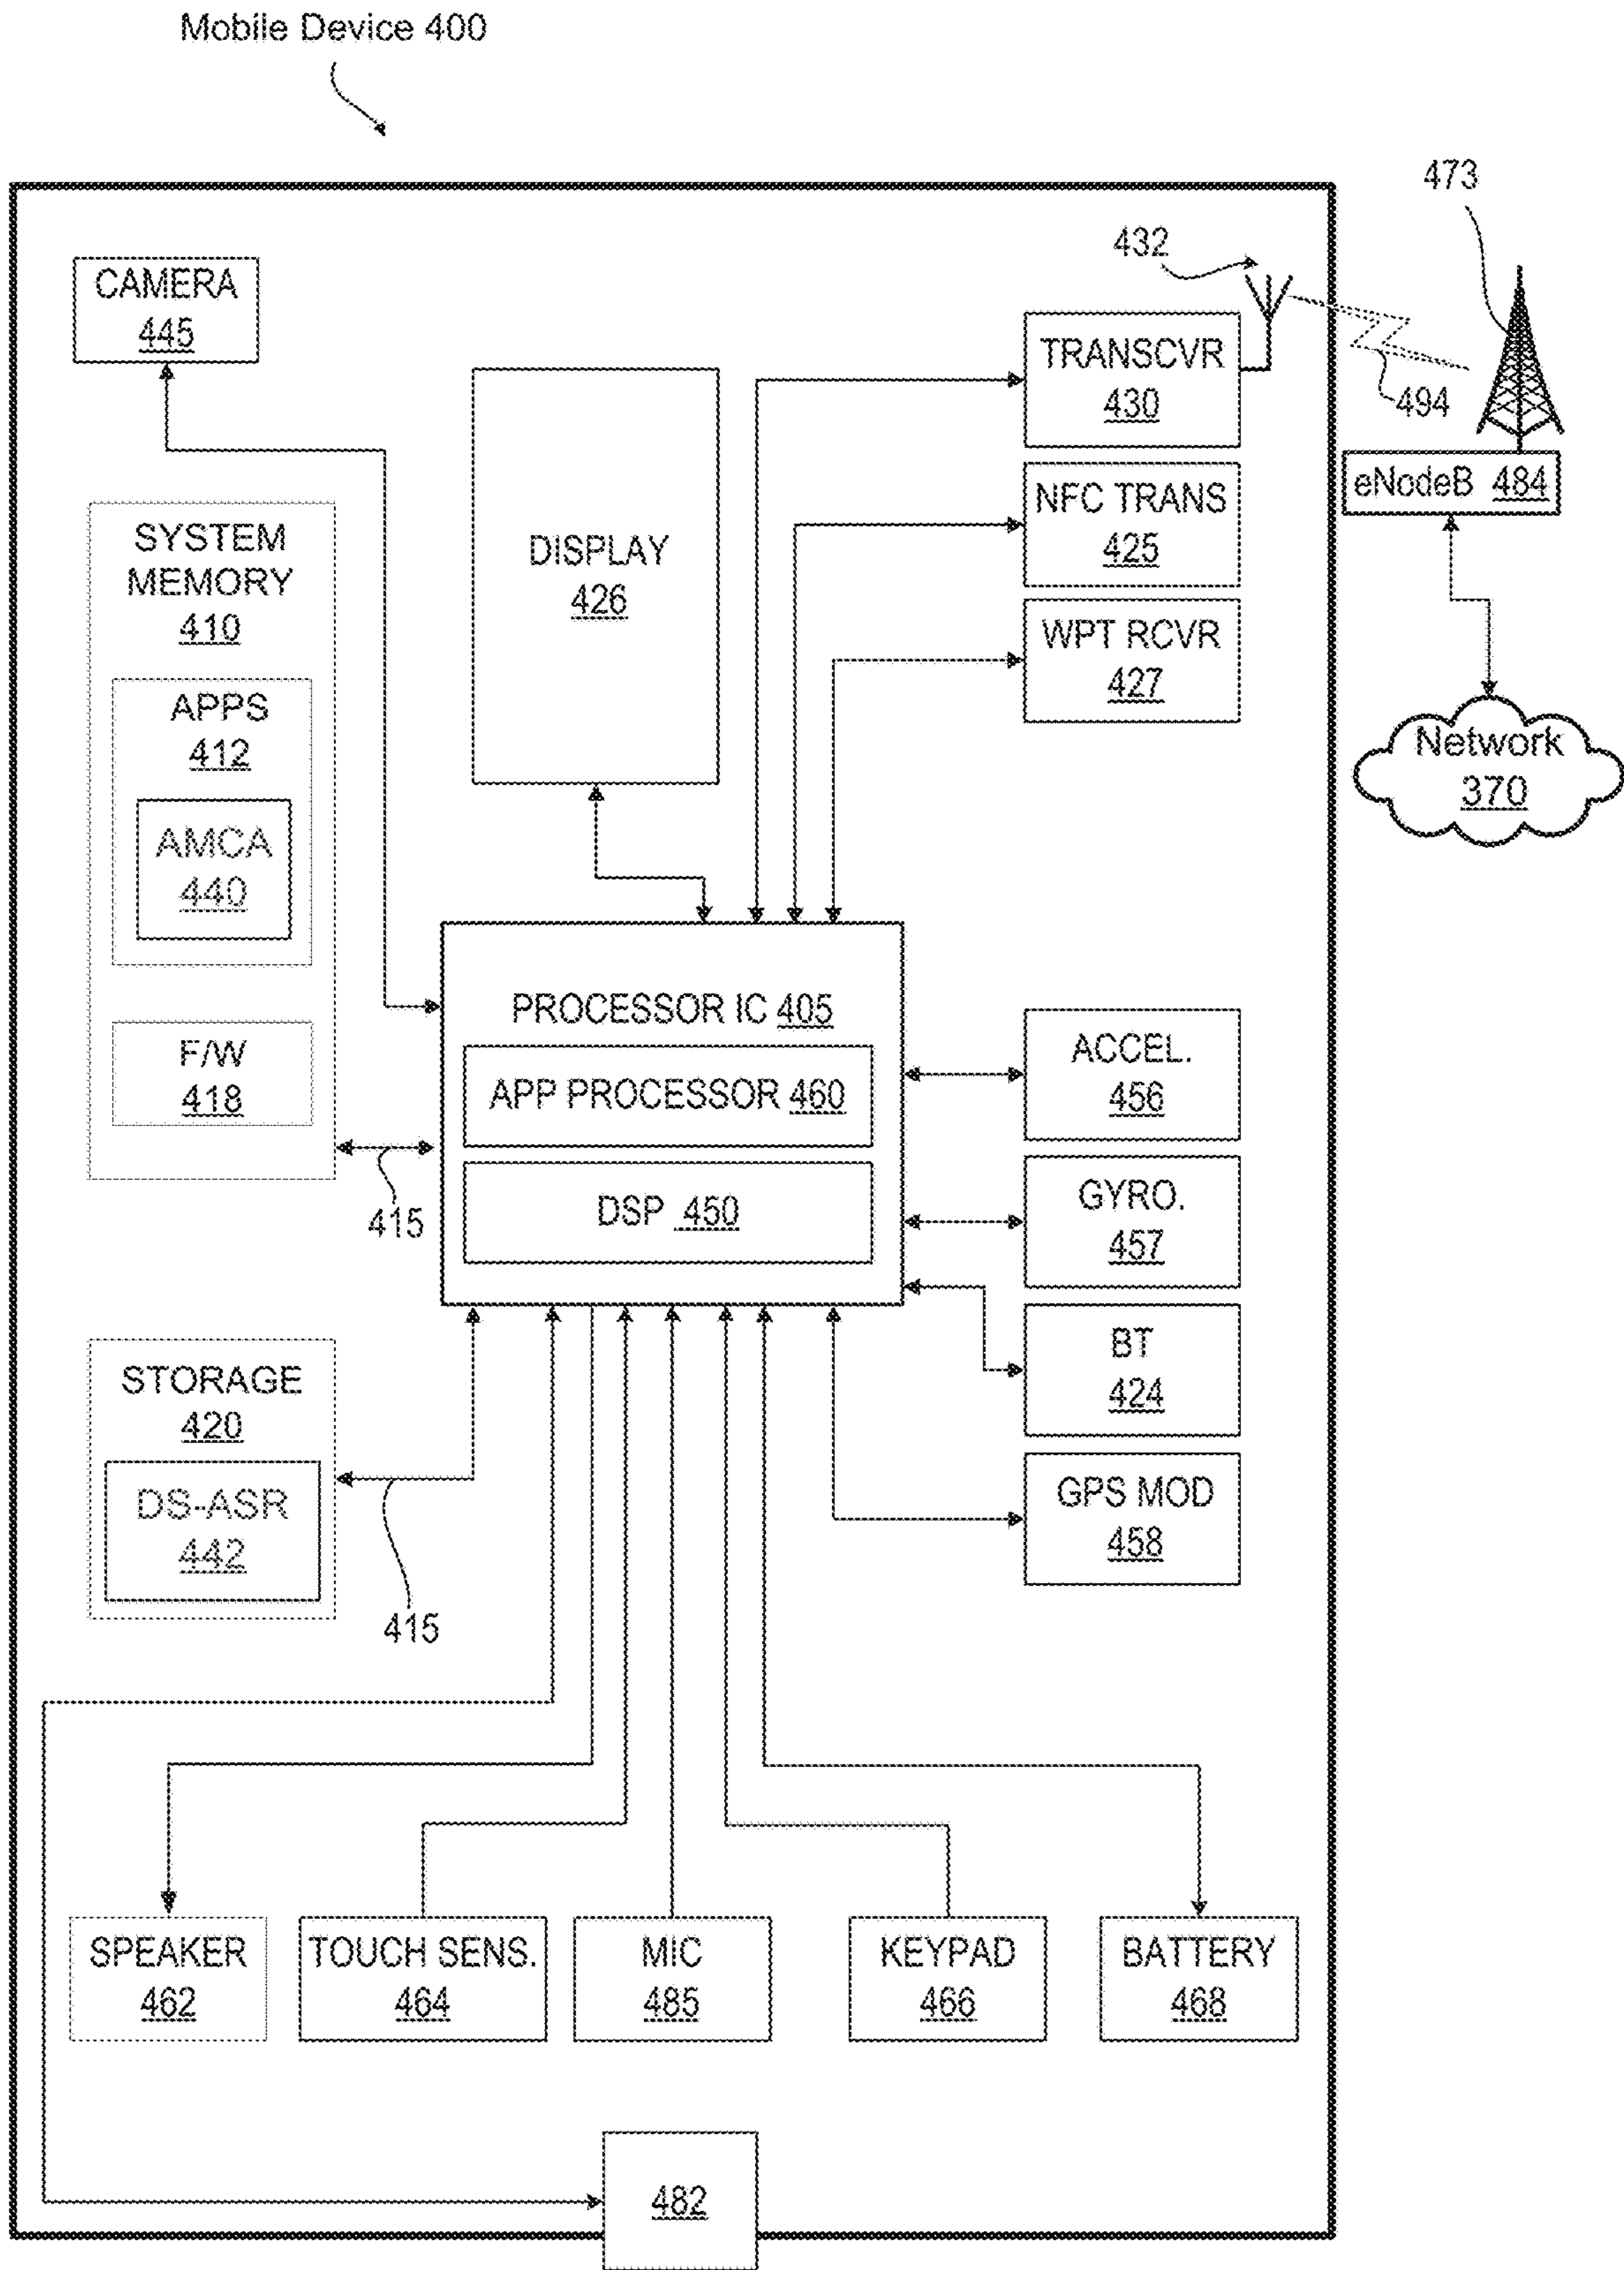 Mobile Device 400
473
432
CAMERA
445
TRANSCVR
430
494
eNodeB 484
NFC TRANS
425
SYSTEM
MEMORY
410
DISPLAY
426
WPT RCVR
427
APPS
412
Network
370
AMCA
440
PROCESSOR IC 405
APP PROCESSOR 460
DSP 450
F/W
418
415
ACCEL.
456
GYRO.
457
BT
424
GPS MOD
458
STORAGE
420
DS-ASR
442
415
SPEAKER
462
TOUCH SENS.
464
MIC
485
KEYPAD
466
BATTERY
468
482